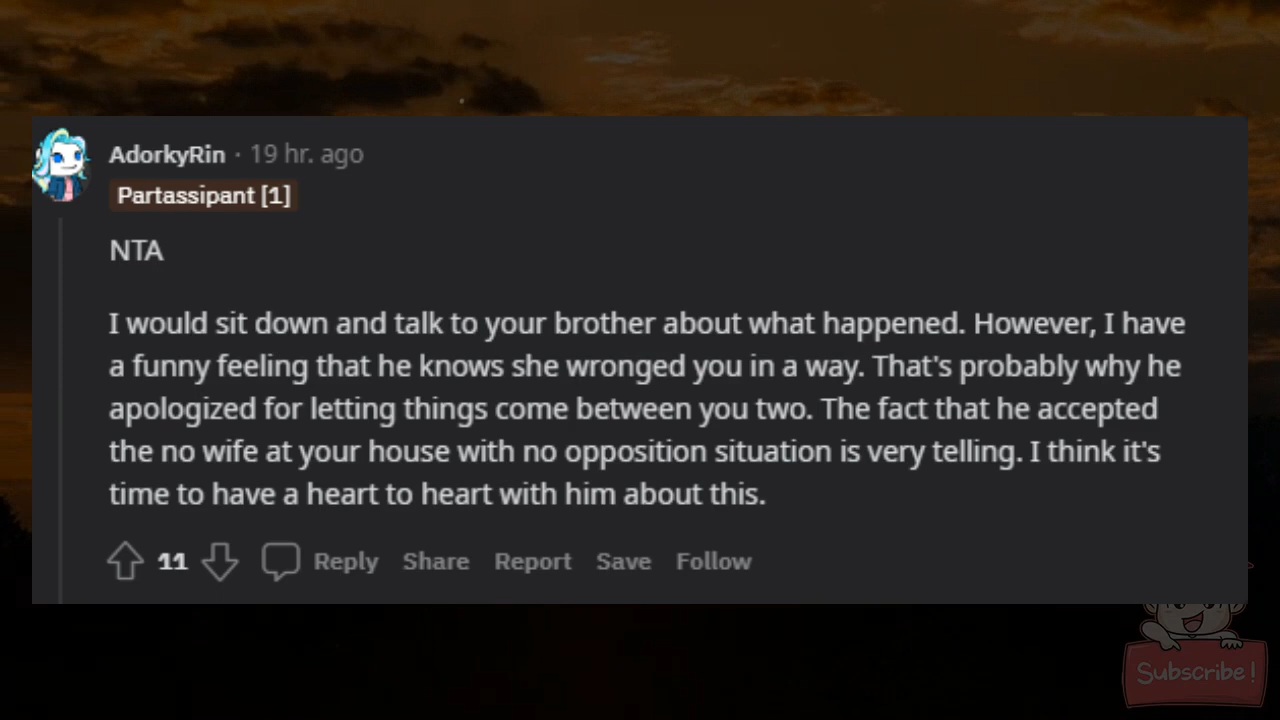 AdorkyRin · 19 hr. ago
Partassipant [1]
NTA
I would sit down and talk to your brother about what happened. However, I have
a funny feeling that he knows she wronged you in a way. That's probably why he
apologized for letting things come between you two. The fact that he accepted
the no wife at your house with no opposition situation is very telling. I think it's
time to have a heart to heart with him about this.
11 Reply Share Report Save Follow
Subscribe!